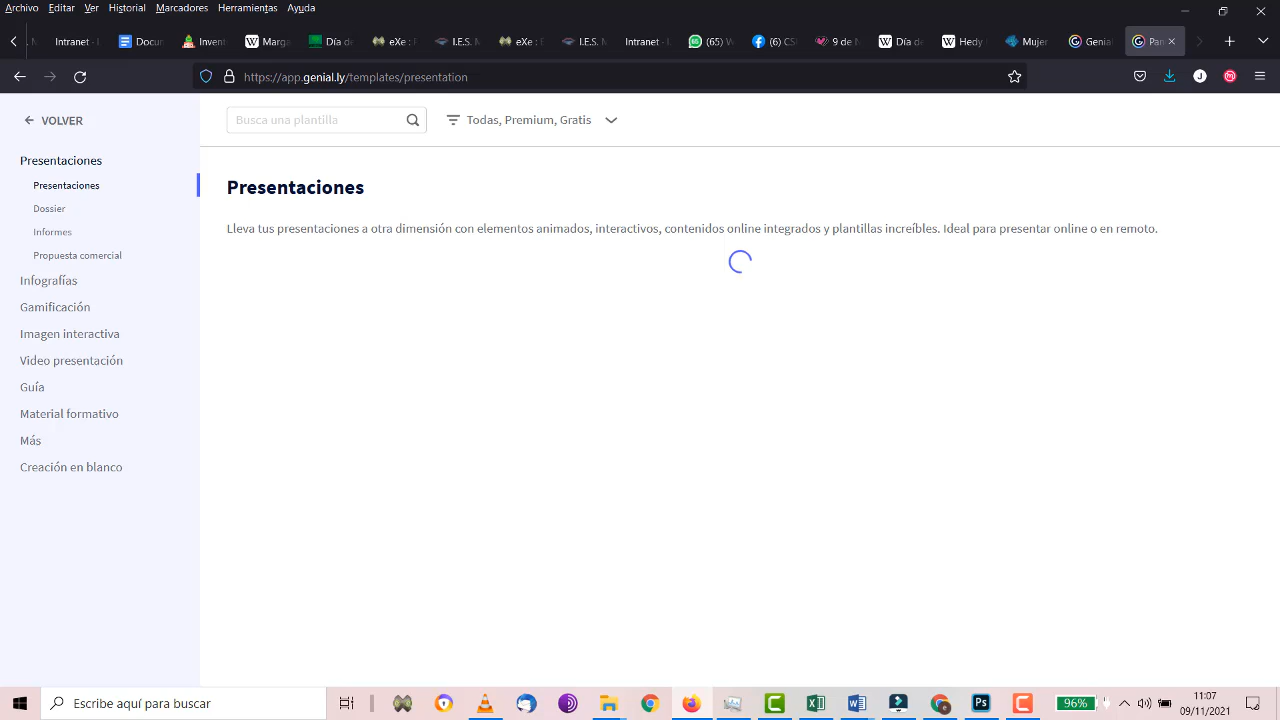 Archivo Editar Ver Historial Marcadores Herramientas Ayuda
Intranet - Docum Invent Marga Día de eXe : I.E.S. M eXe : E I.E.S. M Intranet - (65) W (6) CS 9 de Día de Hedy Mujer Genial Pan
https://app.genial.ly/templates/presentation
VOLVER
Busca una plantilla
Todas, Premium, Gratis
Presentaciones
Presentaciones
Dossier
Informes
Propuesta comercial
Infografías
Gamificación
Imagen interactiva
Video presentación
Guía
Material formativo
Más
Creación en blanco
Presentaciones
Lleva tus presentaciones a otra dimensión con elementos animados, interactivos, contenidos online integrados y plantillas increíbles. Ideal para presentar online o en remoto.
Escribe aquí para buscar
96%
11:07
09/11/2021